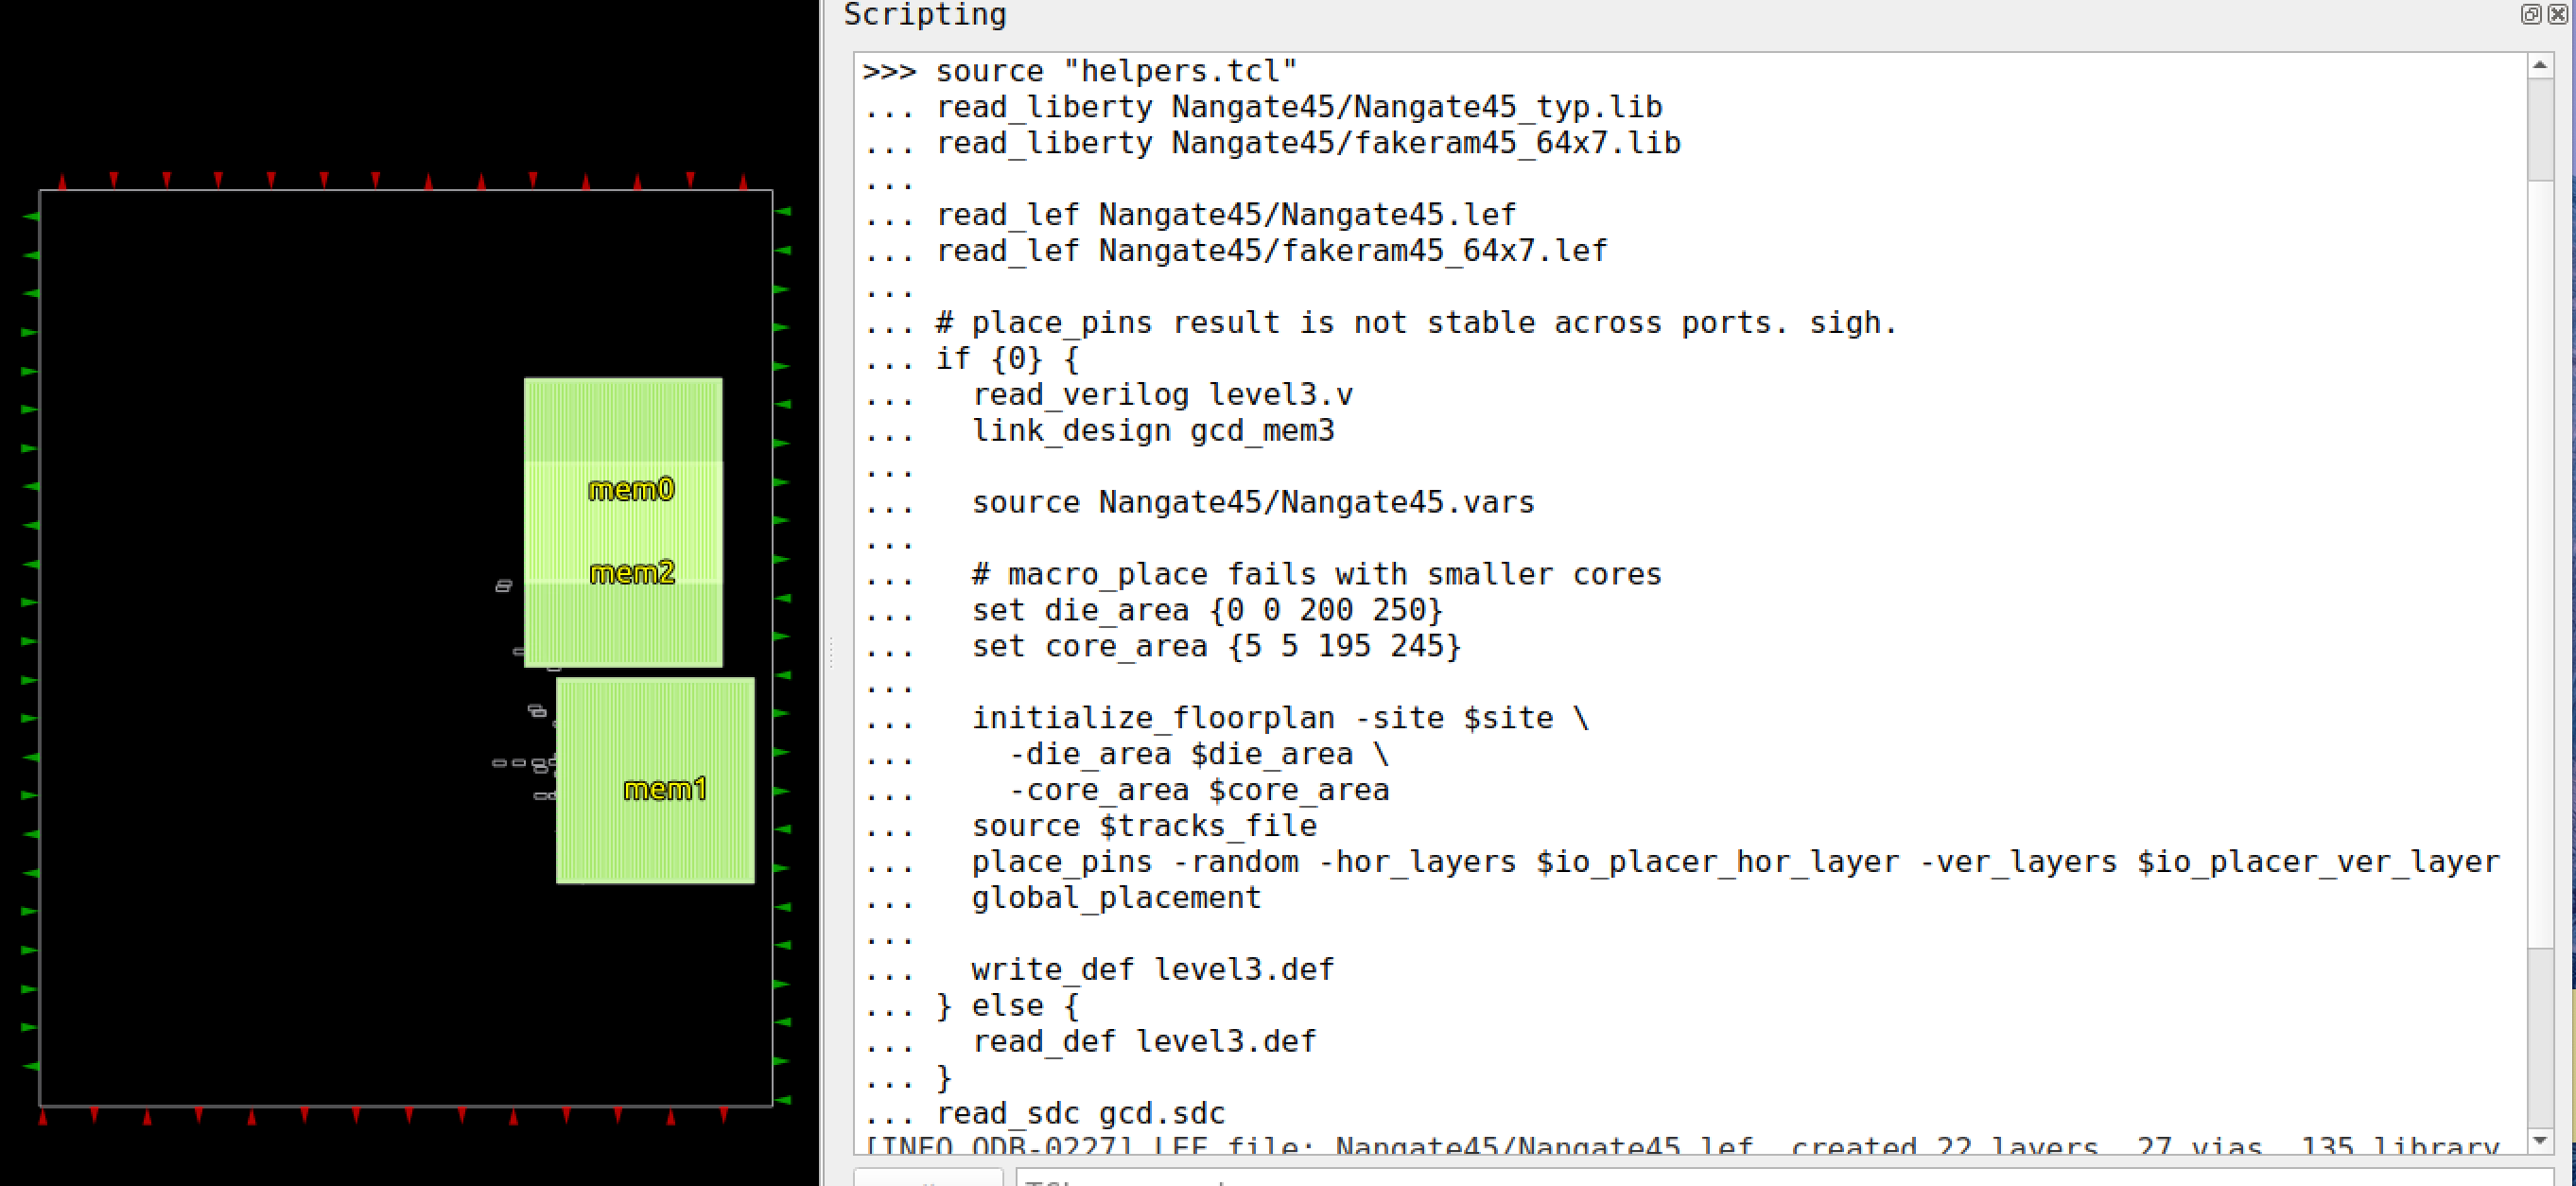 Scripting
>>> source "helpers.tcl"
... read_liberty Nangate45/Nangate45_typ.lib
... read_liberty Nangate45/fakeram45_64x7.lib
...
... read_lef Nangate45/Nangate45.lef
... read_lef Nangate45/fakeram45_64x7.lef
...
... # place_pins result is not stable across ports. sigh.
... if {0} {
...   read_verilog level3.v
...   link_design gcd_mem3
...
...   source Nangate45/Nangate45.vars
...
...   # macro_place fails with smaller cores
...   set die_area {0 0 200 250}
...   set core_area {5 5 195 245}
...
...   initialize_floorplan -site $site \
...     -die_area $die_area \
...     -core_area $core_area
...   source $tracks_file
...   place_pins -random -hor_layers $io_placer_hor_layer -ver_layers $io_placer_ver_layer
...   global_placement
...
...   write_def level3.def
... } else {
...   read_def level3.def
... }
... read_sdc gcd.sdc
[INFO ODB-0227] LEF file: Nangate45/Nangate45.lef, created 22 layers, 27 vias, 135 library
mem0
mem2
mem1